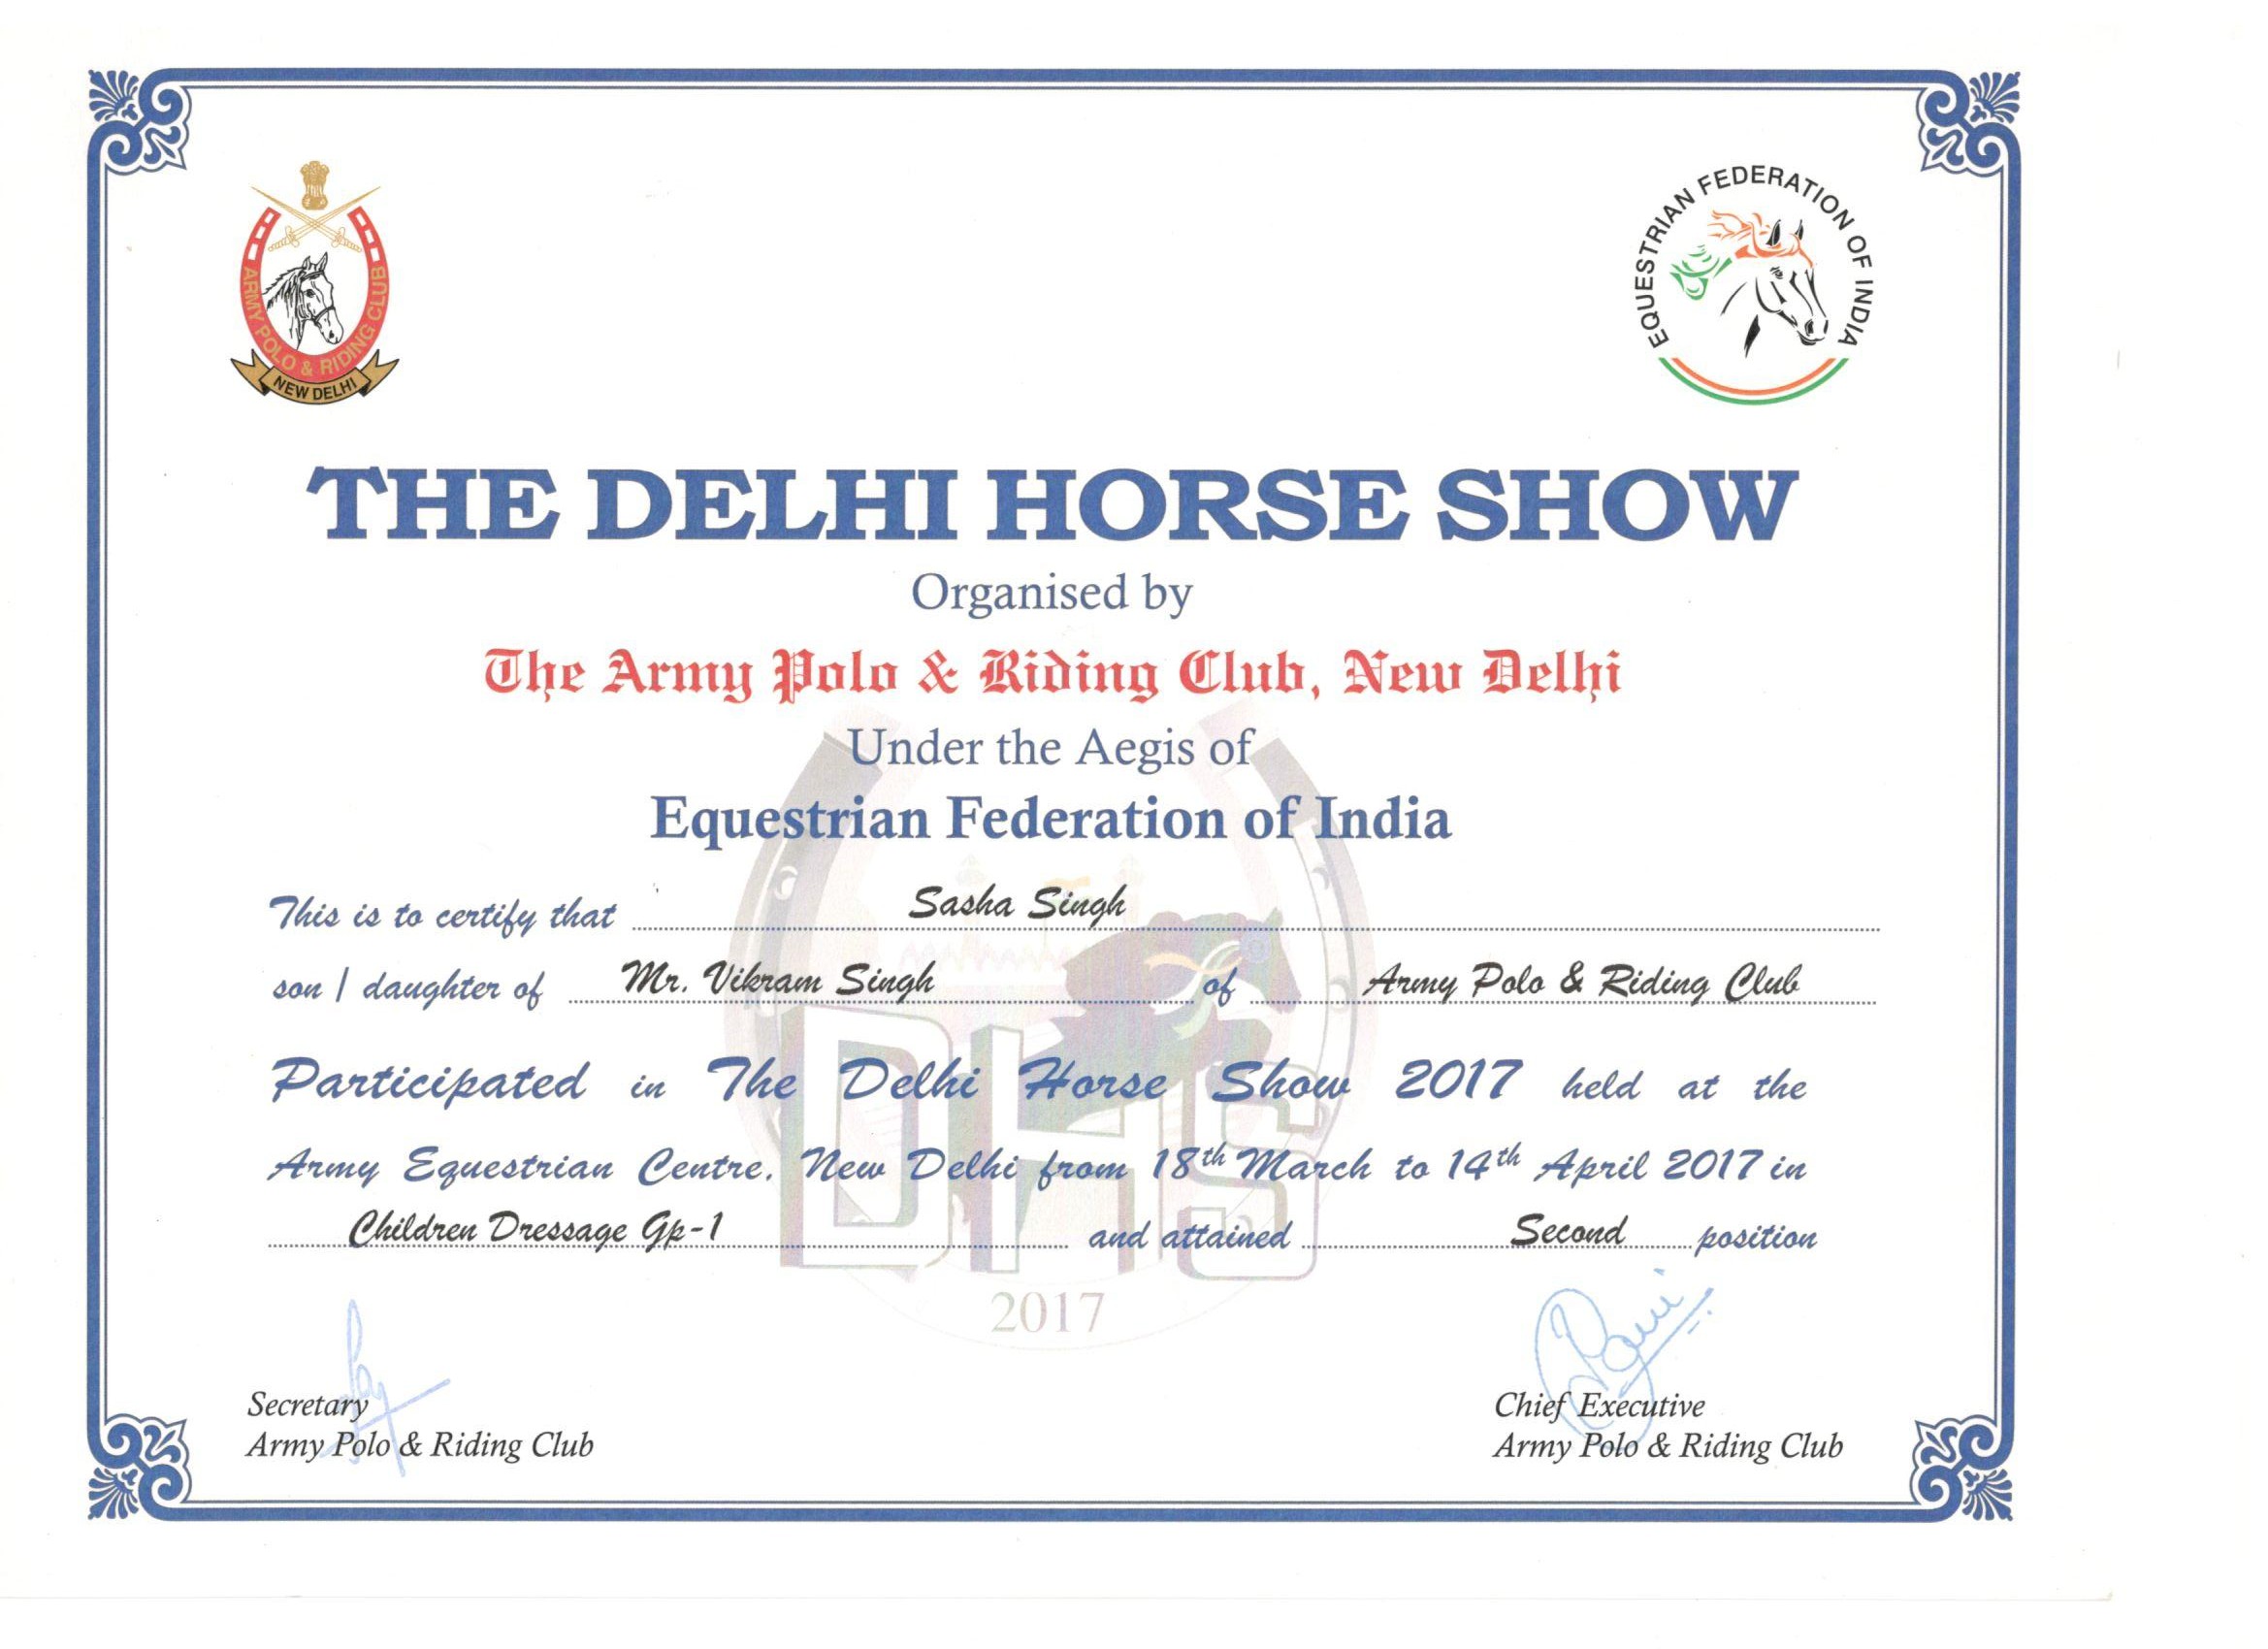 ARMY POLO & RIDING CLUB
NEW DELHI
EQUESTRIAN FEDERATION OF INDIA
THE DELHI HORSE SHOW
Organised by
The Army Polo & Riding Club, New Delhi
Under the Aegis of
Equestrian Federation of India
This is to certify that Sasha Singh
son / daughter of Mr. Vikram Singh of Army Polo & Riding Club
Participated in The Delhi Horse Show 2017 held at the
Army Equestrian Centre, New Delhi from 18th March to 14th April 2017 in
Children Dressage Gp-1 and attained Second position
DHS
2017
Secretary
Army Polo & Riding Club
Chief Executive
Army Polo & Riding Club